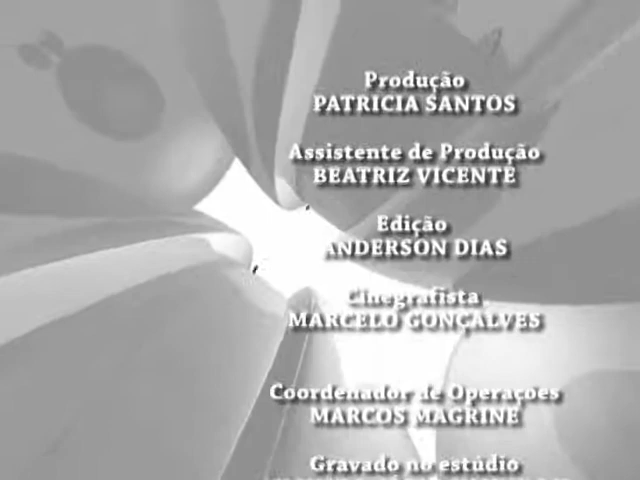 Produção
PATRICIA SANTOS
Assistente de Produção
BEATRIZ VICENTE
Edição
ANDERSON DIAS
Cinegrafista
MARCELO GONÇALVES
Coordenador de Operações
MARCOS MAGRINE
Gravado no estúdio